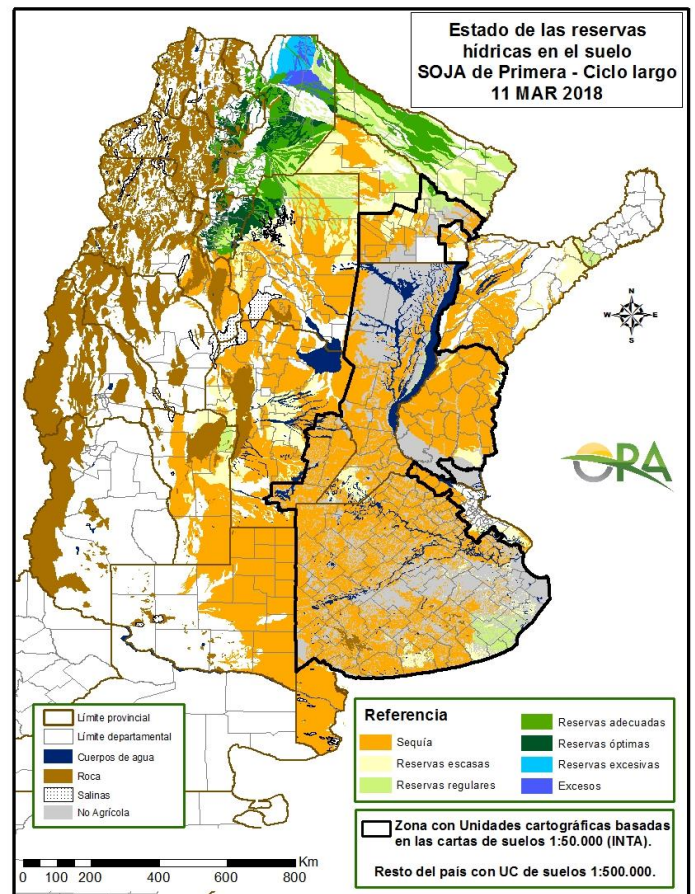 Estado de las reservas
hídricas en el suelo
SOJA de Primera - Ciclo largo
11 MAR 2018
N
W E
S
ORA
Límite provincial
Límite departamental
Cuerpos de agua
Roca
Salinas
No Agrícola
Referencia
Sequía
Reservas escasas
Reservas regulares
Reservas adecuadas
Reservas óptimas
Reservas excesivas
Excesos
Zona con Unidades cartográficas basadas
en las cartas de suelos 1:50.000 (INTA).
Resto del país con UC de suelos 1:500.000.
Km
0 100 200 400 600 800